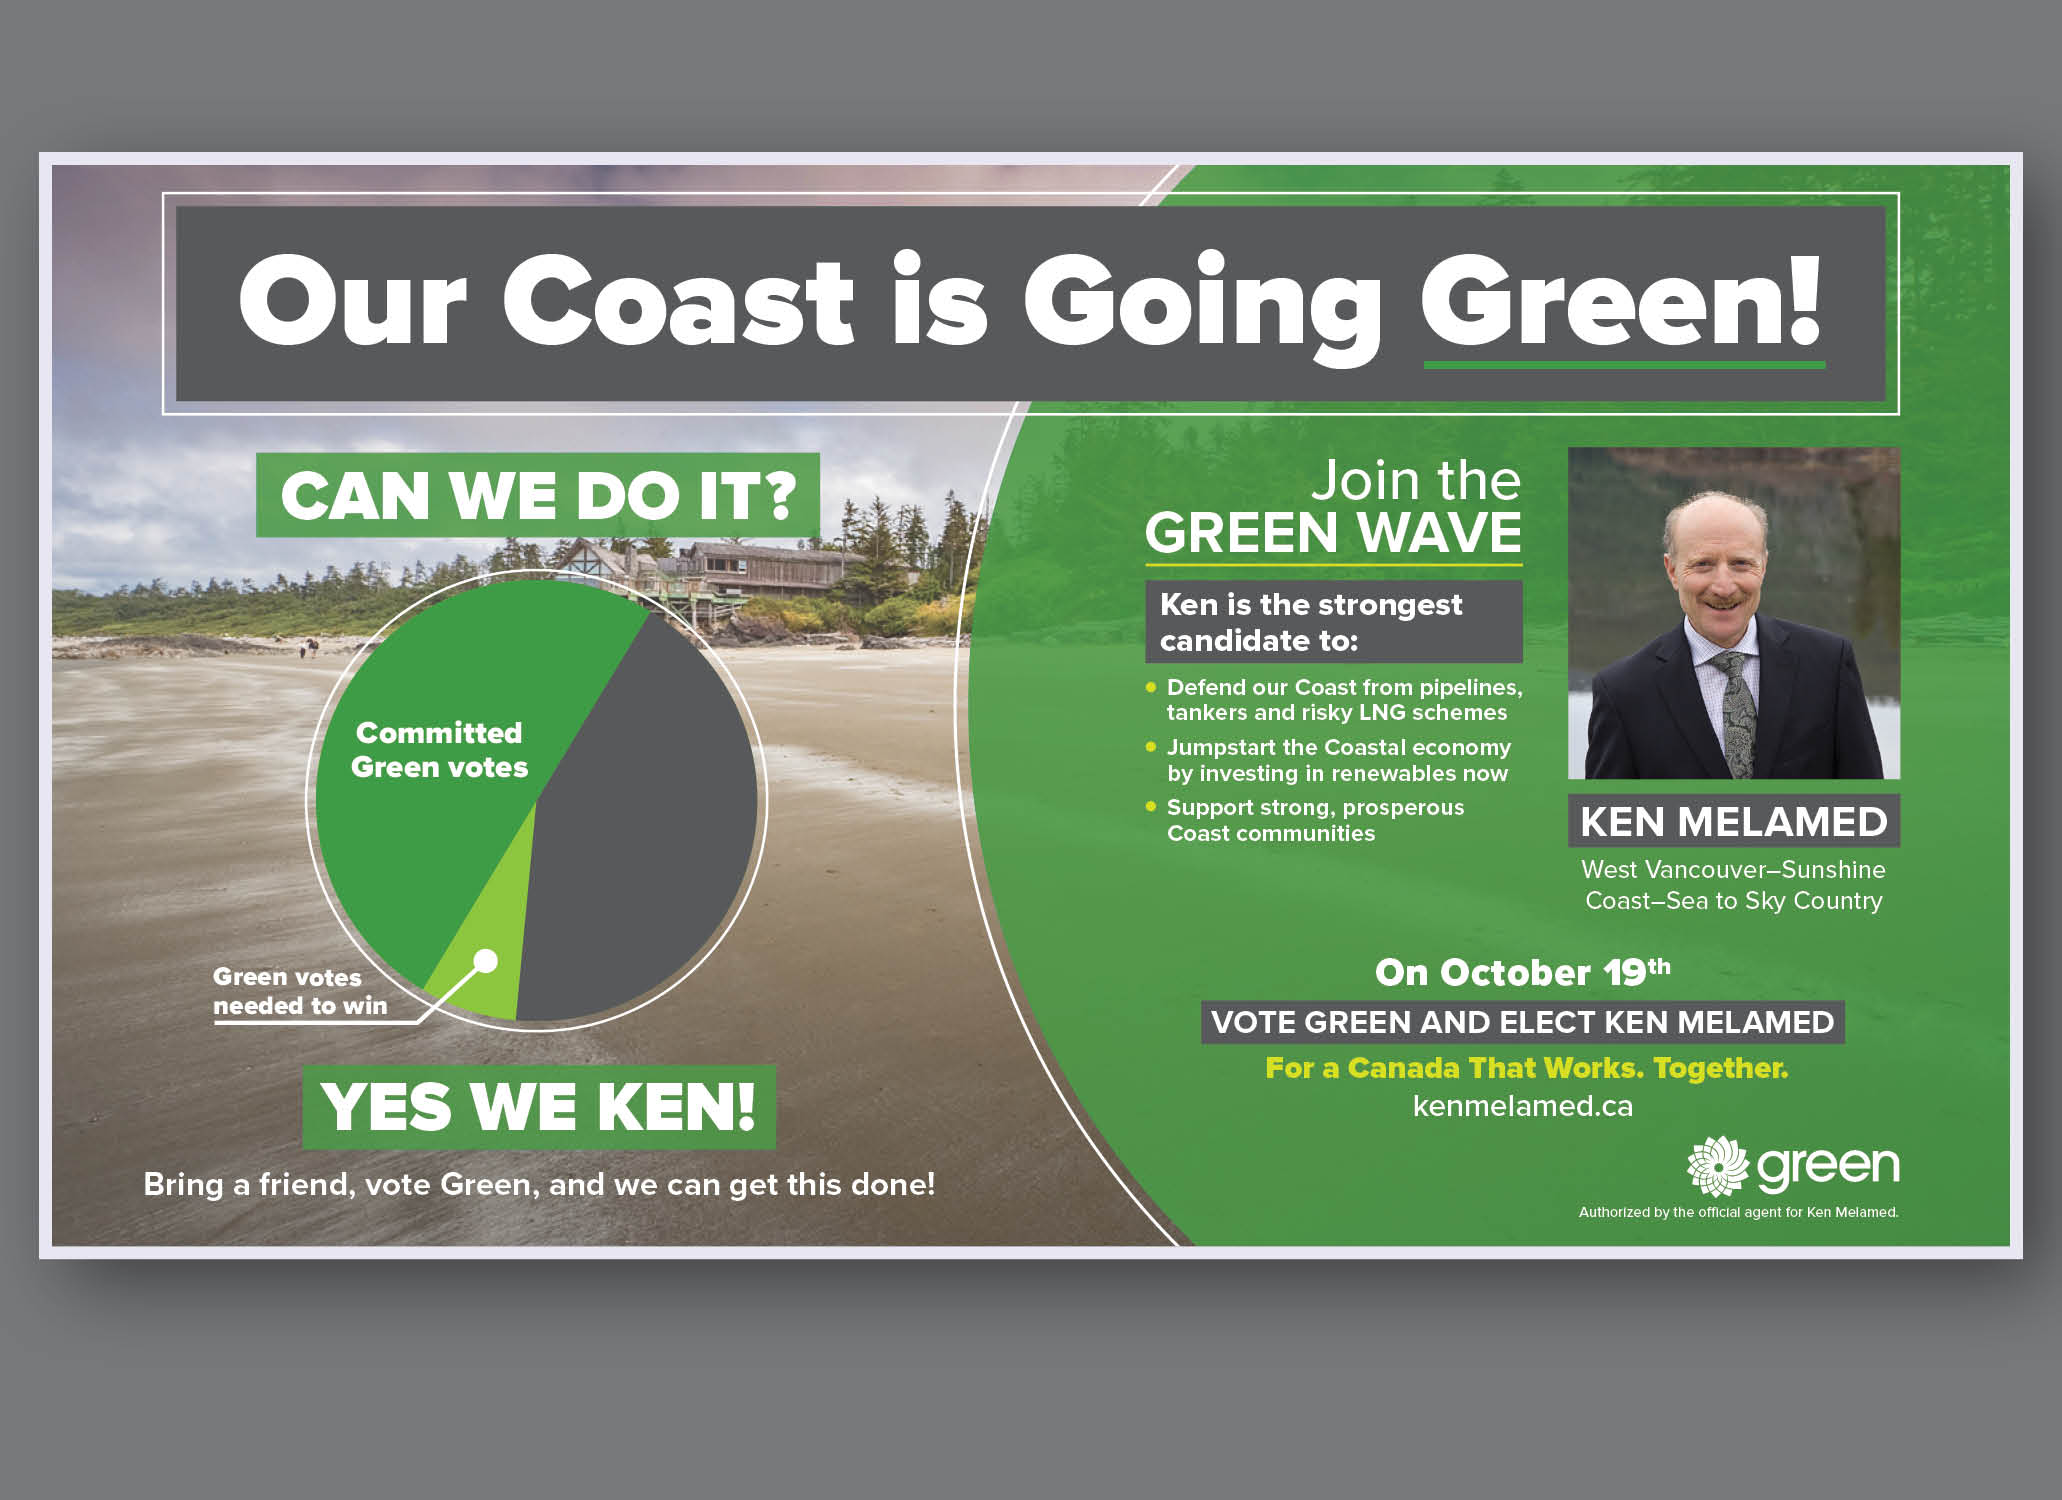 Our Coast is Going Green!
CAN WE DO IT?
Committed
Green votes
Green votes
needed to win
YES WE KEN!
Bring a friend, vote Green, and we can get this done!
Join the
GREEN WAVE
Ken is the strongest
candidate to:
Defend our Coast from pipelines,
tankers and risky LNG schemes
Jumpstart the Coastal economy
by investing in renewables now
Support strong, prosperous
Coast communities
KEN MELAMED
West Vancouver–Sunshine
Coast–Sea to Sky Country
On October 19th
VOTE GREEN AND ELECT KEN MELAMED
For a Canada That Works. Together.
kenmelamed.ca
green
Authorized by the official agent for Ken Melamed.